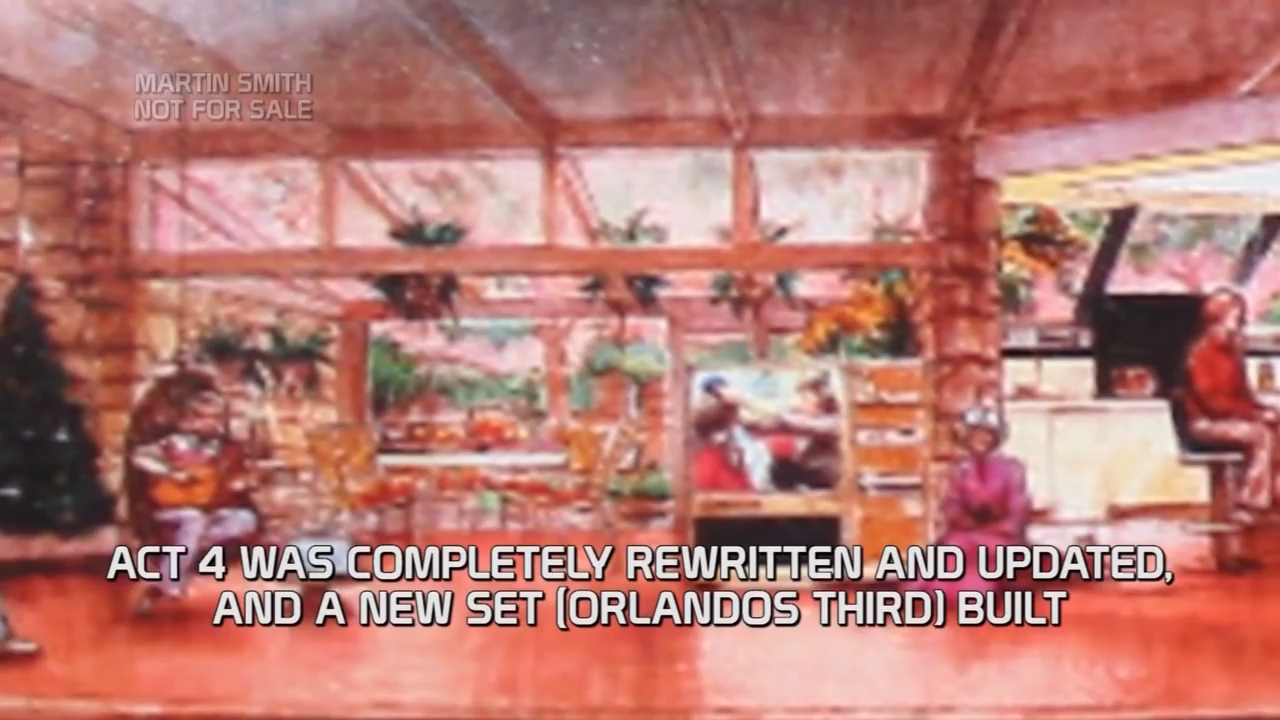 MARTIN SMITH
NOT FOR SALE
ACT 4 WAS COMPLETELY REWRITTEN AND UPDATED,
AND A NEW SET (ORLANDOS THIRD) BUILT